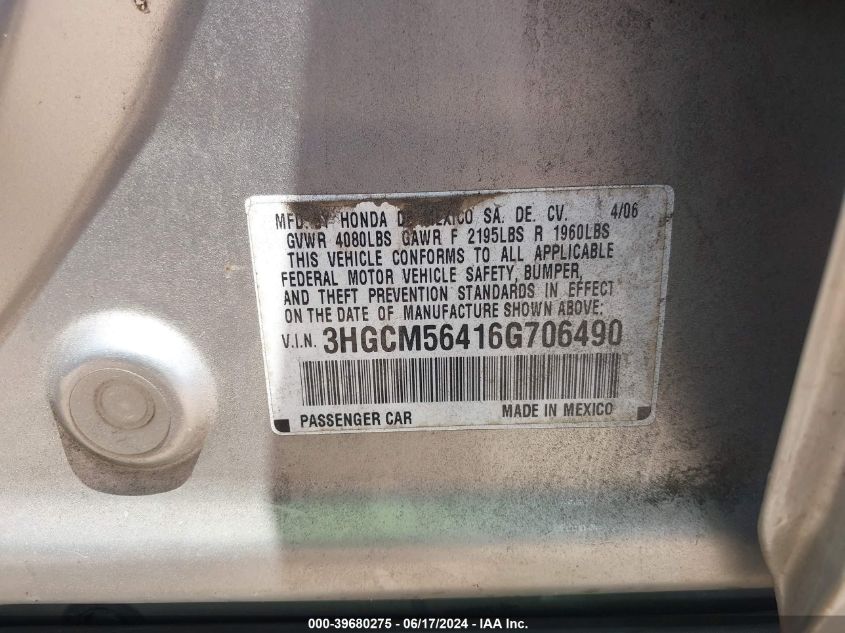 MFD. BY HONDA DE MEXICO SA. DE. CV. 4/06
GVWR 4080LBS GAWR F 2195LBS R 1960LBS
THIS VEHICLE CONFORMS TO ALL APPLICABLE
FEDERAL MOTOR VEHICLE SAFETY, BUMPER,
AND THEFT PREVENTION STANDARDS IN EFFECT
ON THE DATE OF MANUFACTURE SHOWN ABOVE:
V.I.N. 3HGCM56416G706490
PASSENGER CAR MADE IN MEXICO
000-39680275 - 06/17/2024 - IAA Inc.